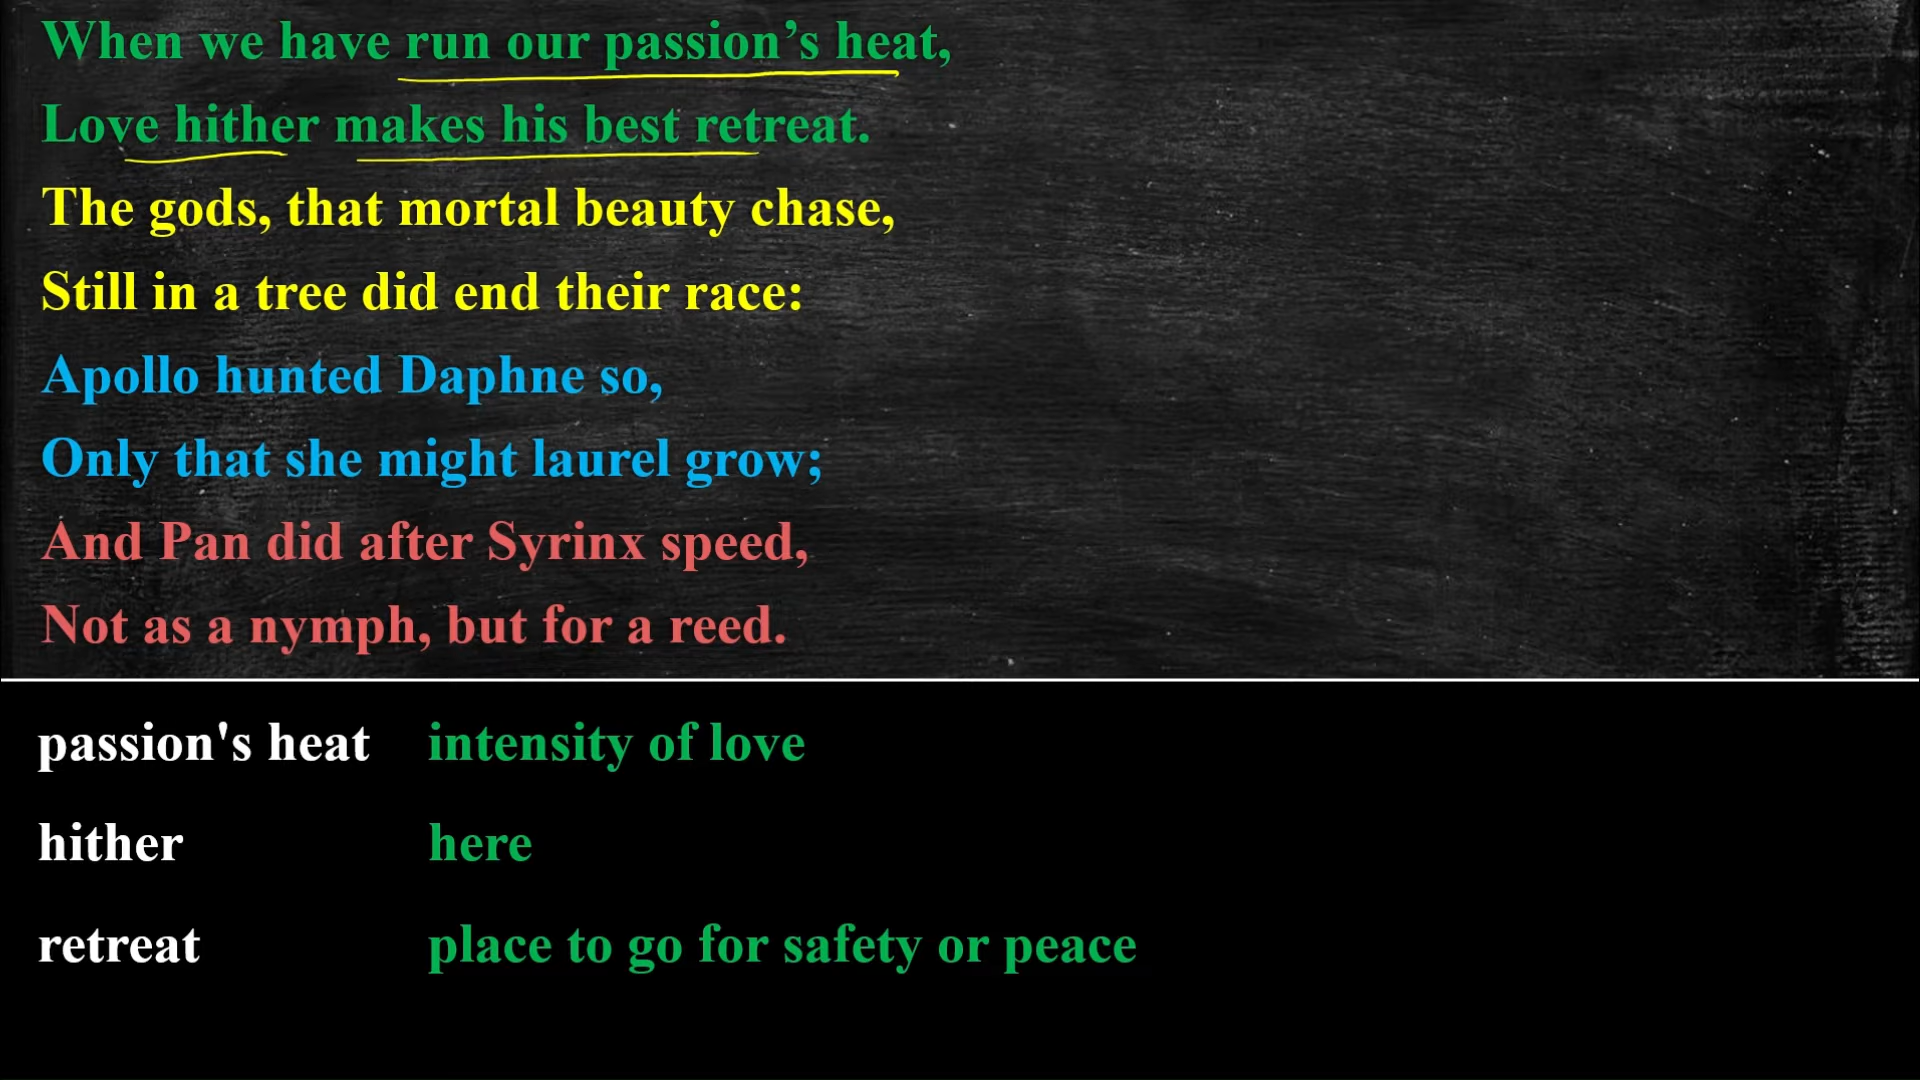 When we have run our passion’s heat,
Love hither makes his best retreat.
The gods, that mortal beauty chase,
Still in a tree did end their race:
Apollo hunted Daphne so,
Only that she might laurel grow;
And Pan did after Syrinx speed,
Not as a nymph, but for a reed.
passion's heat intensity of love
hither here
retreat place to go for safety or peace